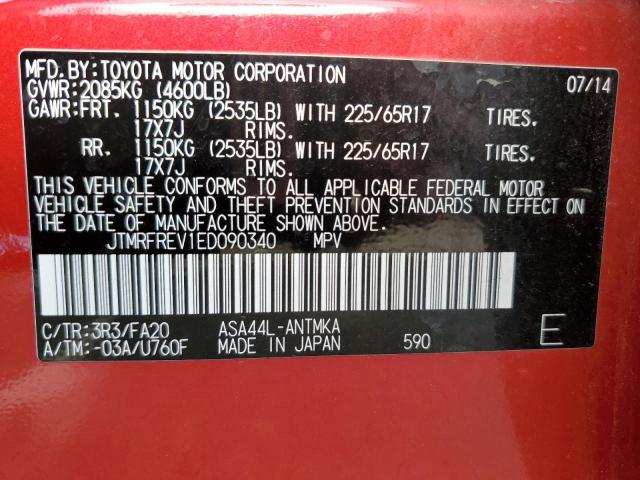 MFD.BY:TOYOTA MOTOR CORPORATION 07/14
GVWR:2085KG (4600LB)
GAWR:FRT. 1150KG (2535LB) WITH 225/65R17 TIRES.
17X7J RIMS.
RR. 1150KG (2535LB) WITH 225/65R17 TIRES.
17X7J RIMS.
THIS VEHICLE CONFORMS TO ALL APPLICABLE FEDERAL MOTOR
VEHICLE SAFETY AND THEFT PREVENTION STANDARDS IN EFFECT ON
THE DATE OF MANUFACTURE SHOWN ABOVE.
JTMRFREV1ED090340 MPV
C/TR:3R3/FA20 ASA44L-ANTMKA
A/TM:-03A/U760F MADE IN JAPAN 590 E